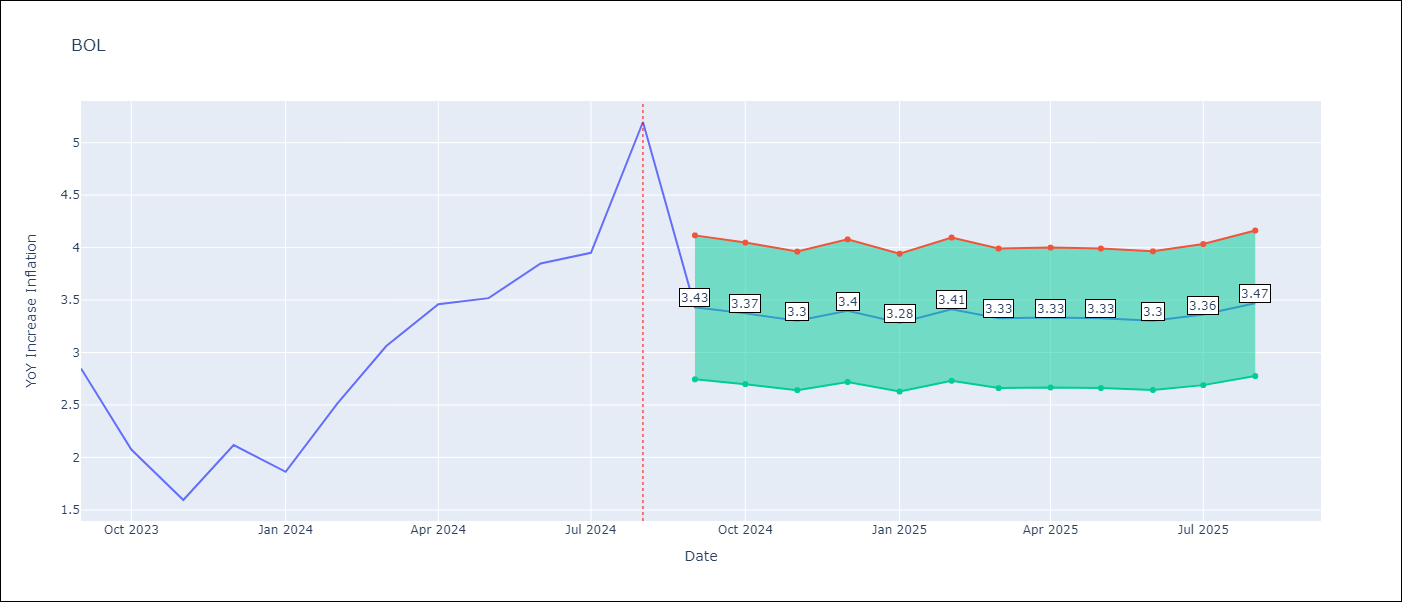 BOL
YoY Increase Inflation
5
4.5
4
3.5
3
2.5
2
1.5
3.43
3.37
3.3
3.4
3.28
3.41
3.33
3.33
3.33
3.3
3.36
3.47
Oct 2023
Jan 2024
Apr 2024
Jul 2024
Oct 2024
Jan 2025
Apr 2025
Jul 2025
Date